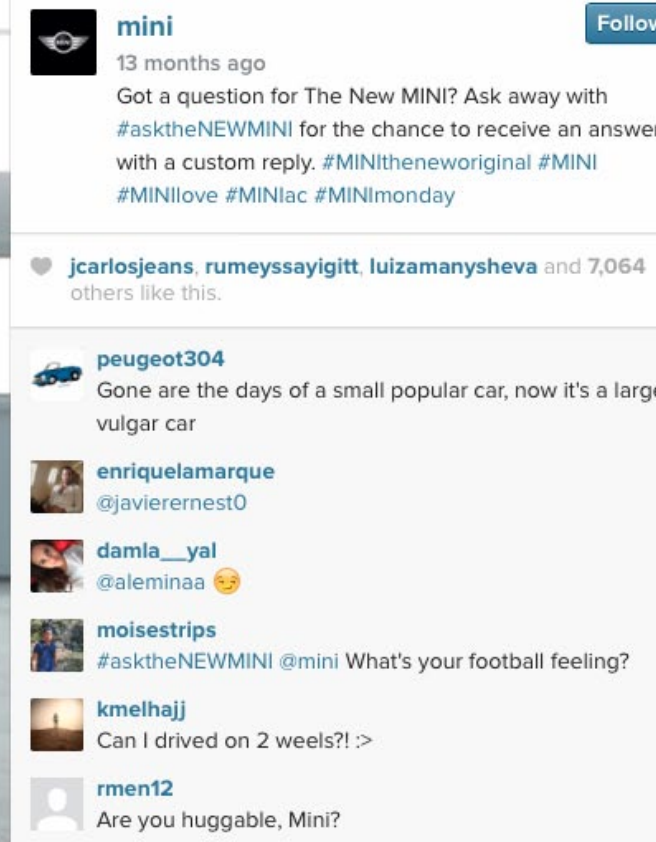 mini
Follow
13 months ago
Got a question for The New MINI? Ask away with
#asktheNEWMINI for the chance to receive an answer
with a custom reply. #MINItheneworiginal #MINI
#MINIlove #MINIac #MINImonday
jcarlosjeans, rumeyssayigitt, luizamanysheva and 7,064
others like this.
peugeot304
Gone are the days of a small popular car, now it's a large
vulgar car
enriquelamarque
@javierernest0
damla__yal
@aleminaa 😏
moisestrips
#asktheNEWMINI @mini What's your football feeling?
kmelhajj
Can I drived on 2 weels?! :>
rmen12
Are you huggable, Mini?